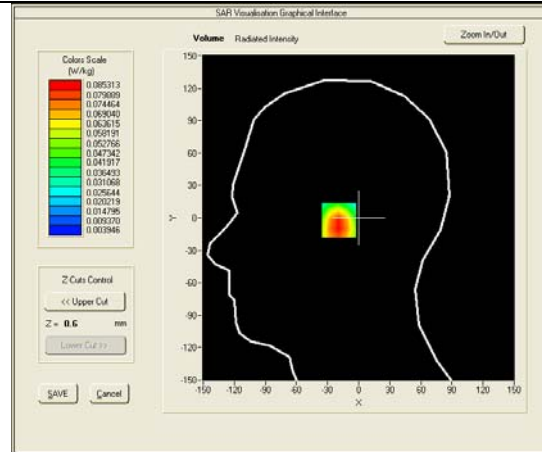 SAR Visualisation Graphical Interface
Volume Radiated Intensity
Zoom In/Out
Colors Scale
(W/kg)
0.085313
0.079889
0.074464
0.069040
0.063615
0.058191
0.052766
0.047342
0.041917
0.036493
0.031068
0.025644
0.020219
0.014795
0.009370
0.003946
Z Cuts Control
<< Upper Cut
Z = 0.6 mm
Lower Cut >>
SAVE Cancel
150
120
90
60
30
0
-30
-60
-90
-120
-150
Y
-150 -120 -90 -60 -30 0 30 60 90 120 150
X